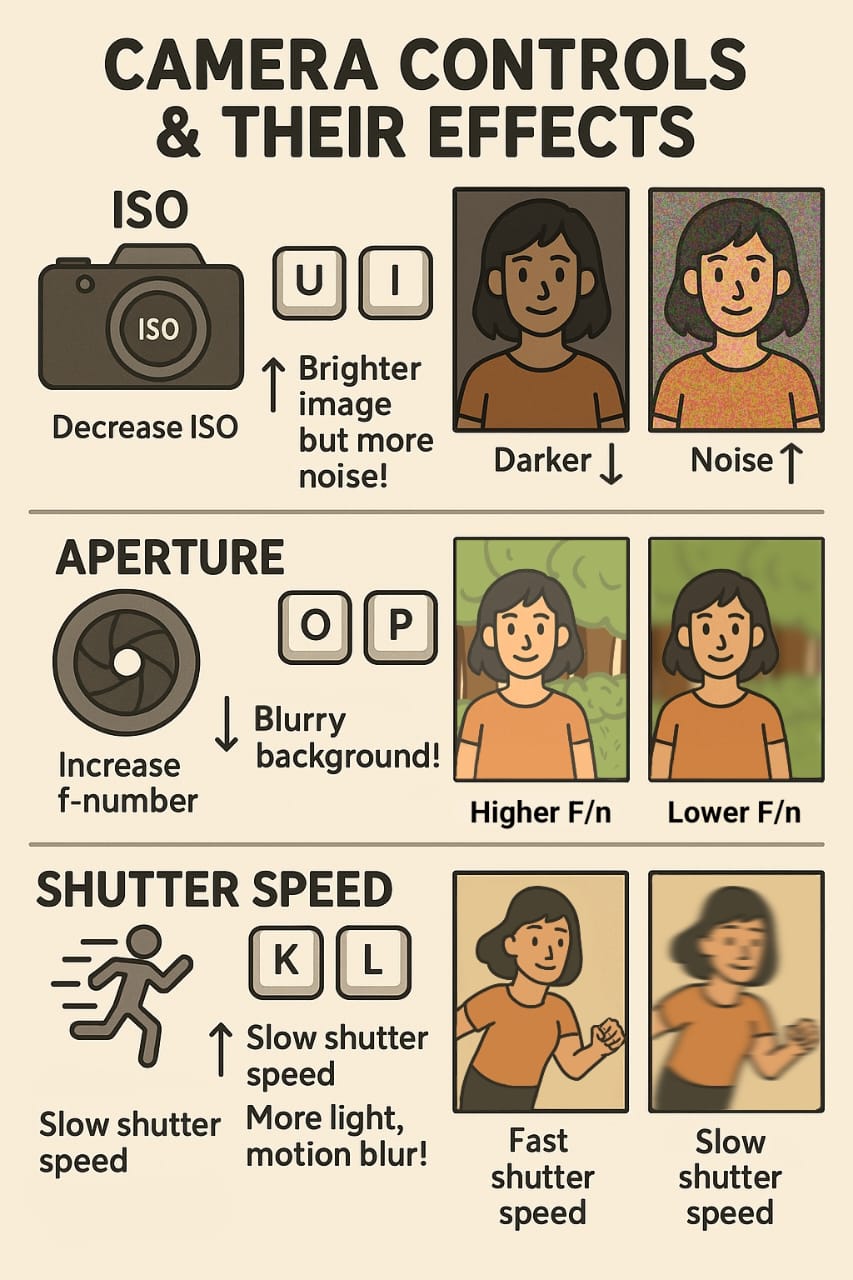 CAMERA CONTROLS
& THEIR EFFECTS
ISO
ISO
Decrease ISO
U I
↑ Brighter
image
but more
noise!
Darker ↓
Noise ↑
APERTURE
Increase
f-number
O P
↓ Blurry
background!
Higher F/n
Lower F/n
SHUTTER SPEED
Slow shutter
speed
K L
↑ Slow shutter
speed
More light,
motion blur!
Fast
shutter
speed
Slow
shutter
speed